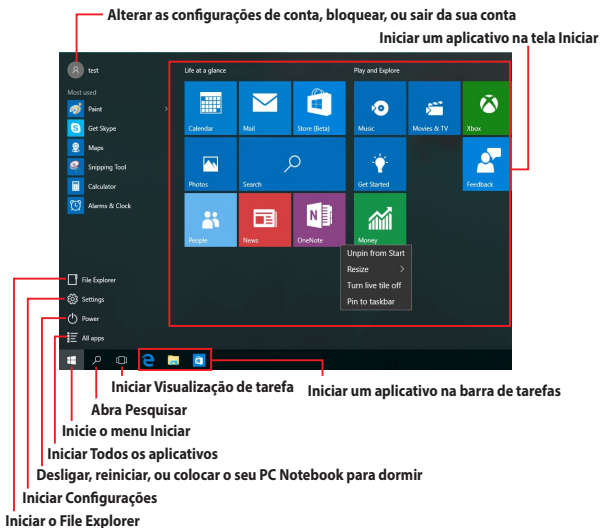 Alterar as configurações de conta, bloquear, ou sair da sua conta
Iniciar um aplicativo na tela Iniciar
test
Life at a glance
Play and Explore
Most used
Paint
Get Skype
Maps
Snipping Tool
Calculator
Alarms & Clock
Calendar
Mail
Store (Beta)
Music
Movies & TV
Xbox
Photos
Search
Get Started
Feedback
People
News
OneNote
Money
Unpin from Start
Resize
Turn live tile off
Pin to taskbar
File Explorer
Settings
Power
All apps
Iniciar Visualização de tarefa
Iniciar um aplicativo na barra de tarefas
Abra Pesquisar
Inicie o menu Iniciar
Iniciar Todos os aplicativos
Desligar, reiniciar, ou colocar o seu PC Notebook para dormir
Iniciar Configurações
Iniciar o File Explorer